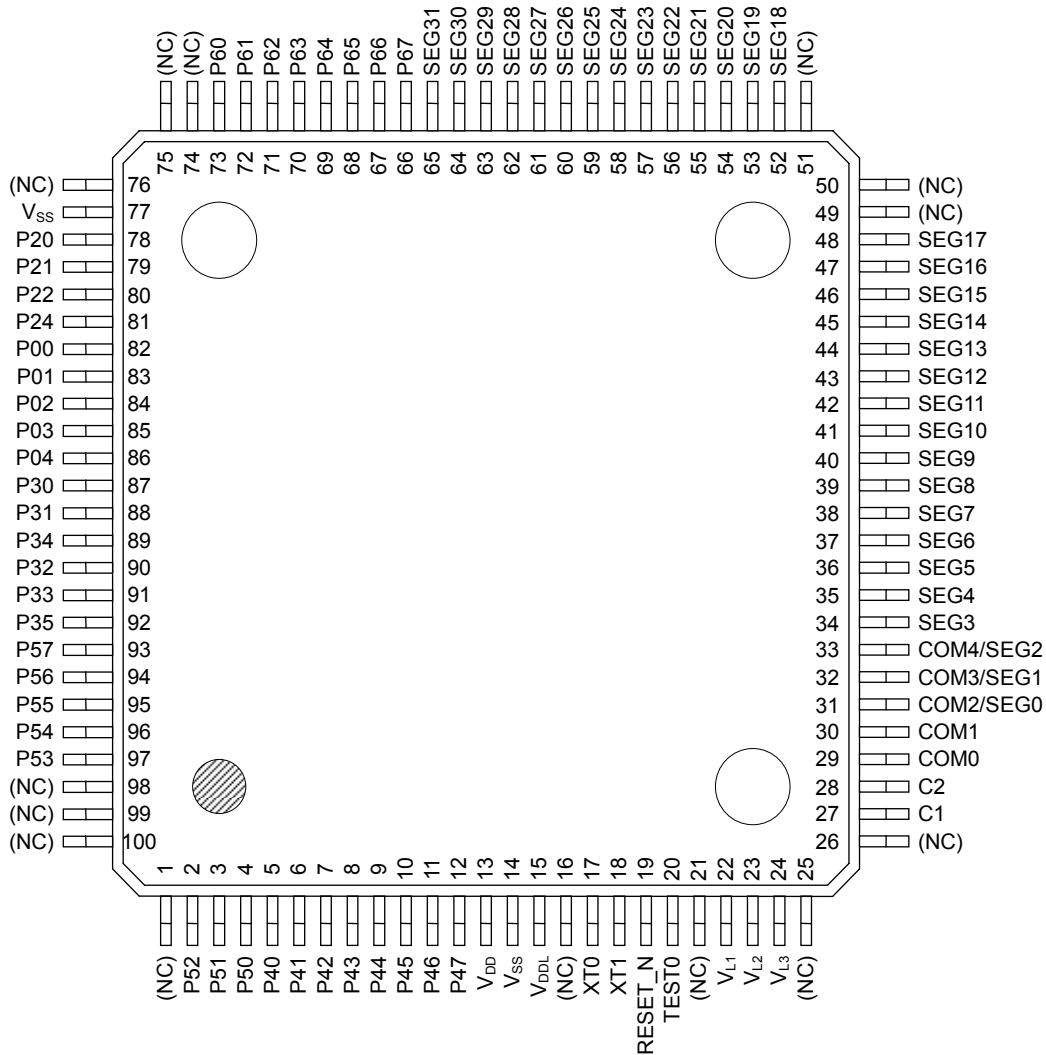 (NC)
(NC)
P60
P61
P62
P63
P64
P65
P66
P67
SEG31
SEG30
SEG29
SEG28
SEG27
SEG26
SEG25
SEG24
SEG23
SEG22
SEG21
SEG20
SEG19
SEG18
(NC)
75 74 73 72 71 70 69 68 67 66 65 64 63 62 61 60 59 58 57 56 55 54 53 52 51
(NC) 76 50 (NC)
VSS 77 49 (NC)
P20 78 48 SEG17
P21 79 47 SEG16
P22 80 46 SEG15
P24 81 45 SEG14
P00 82 44 SEG13
P01 83 43 SEG12
P02 84 42 SEG11
P03 85 41 SEG10
P04 86 40 SEG9
P30 87 39 SEG8
P31 88 38 SEG7
P34 89 37 SEG6
P32 90 36 SEG5
P33 91 35 SEG4
P35 92 34 SEG3
P57 93 33 COM4/SEG2
P56 94 32 COM3/SEG1
P55 95 31 COM2/SEG0
P54 96 30 COM1
P53 97 29 COM0
(NC) 98 28 C2
(NC) 99 27 C1
(NC) 100 26 (NC)
1 2 3 4 5 6 7 8 9 10 11 12 13 14 15 16 17 18 19 20 21 22 23 24 25
(NC)
P52
P51
P50
P40
P41
P42
P43
P44
P45
P46
P47
VDD
VSS
VDDL
(NC)
XT0
XT1
RESET_N
TEST0
(NC)
VL1
VL2
VL3
(NC)